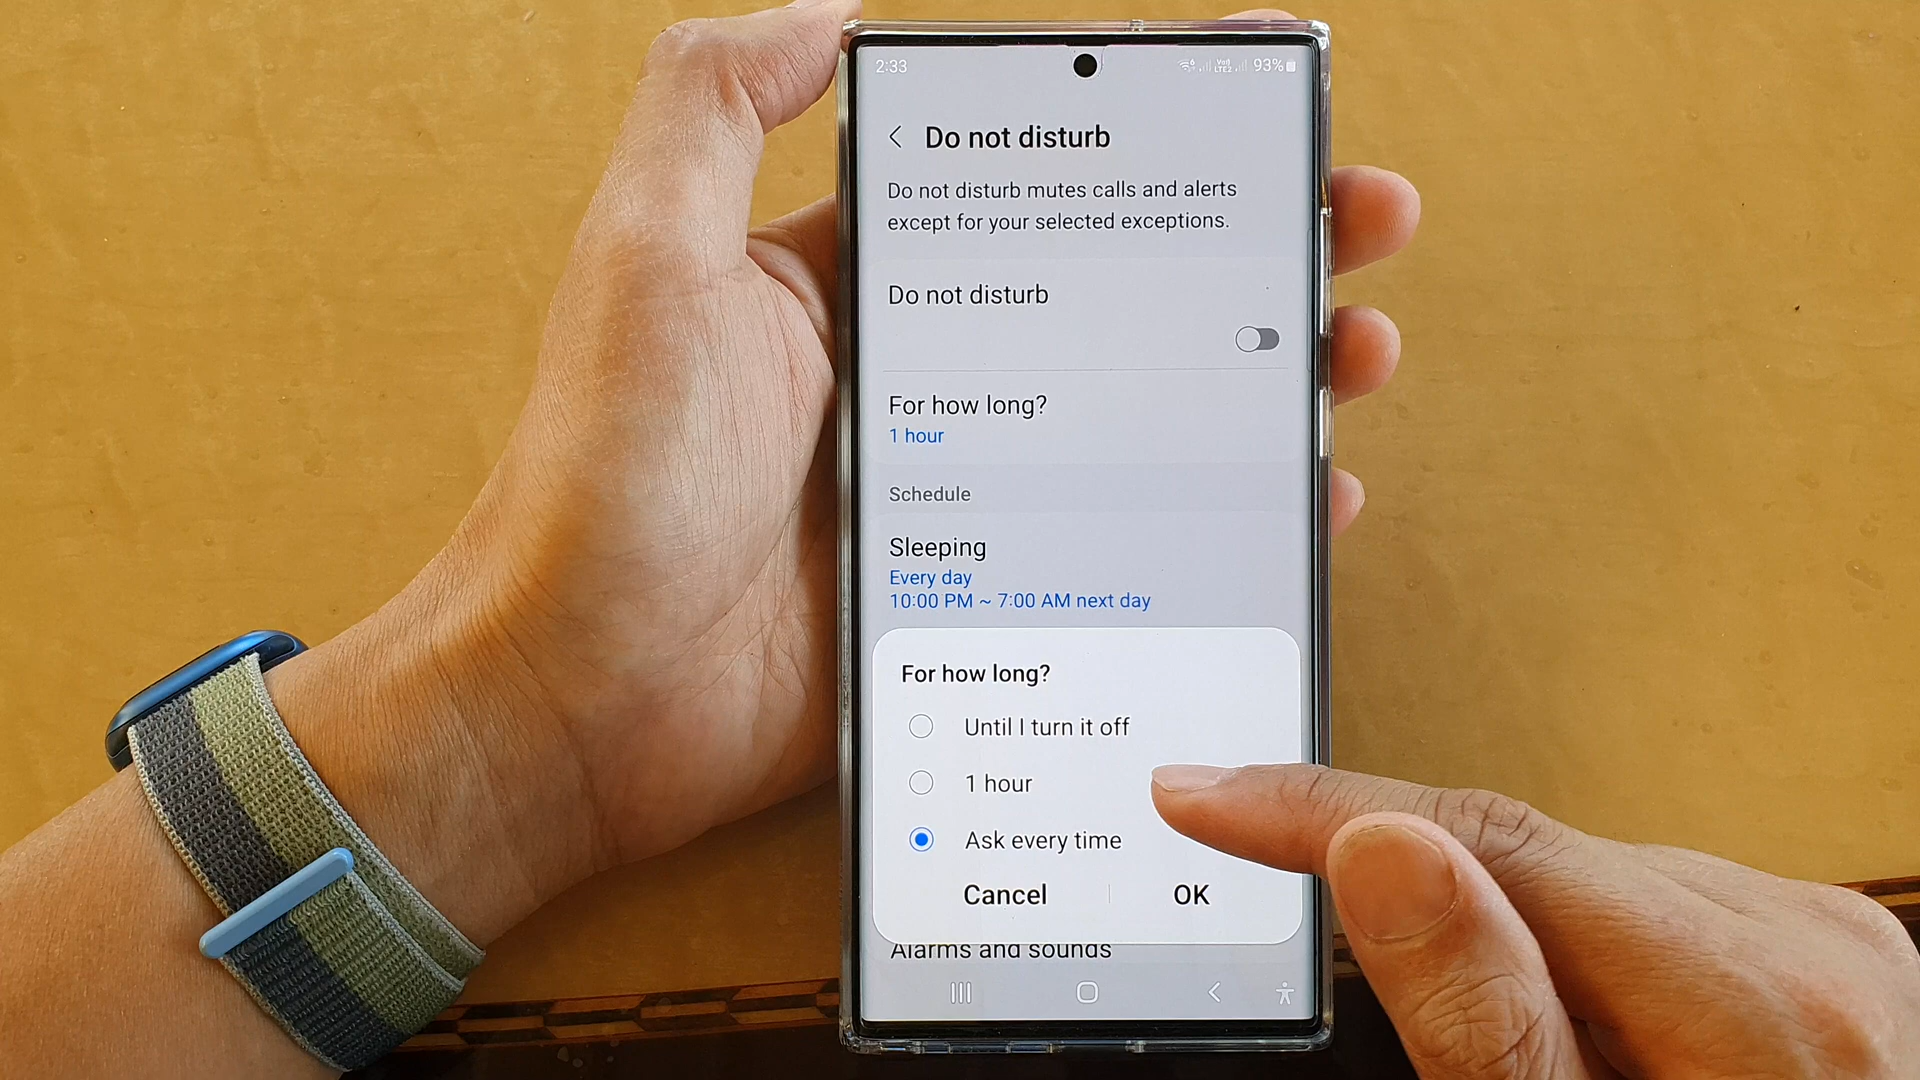 2:33
VoI) LTE2 93%
Do not disturb
Do not disturb mutes calls and alerts
except for your selected exceptions.
Do not disturb
For how long?
1 hour
Schedule
Sleeping
Every day
10:00 PM ~ 7:00 AM next day
For how long?
Until I turn it off
1 hour
Ask every time
Cancel
OK
Alarms and sounds